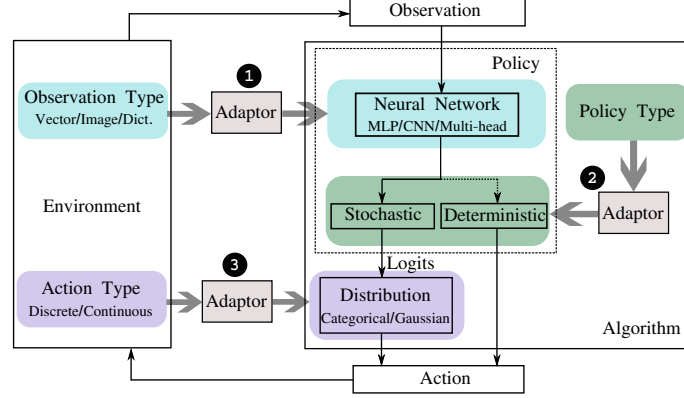 Observation
Policy
1
Observation Type
Vector/Image/Dict.
Adaptor
Neural Network
MLP/CNN/Multi-head
Policy Type
2
Environment
Stochastic
Deterministic
Adaptor
3
Logits
Action Type
Discrete/Continuous
Adaptor
Distribution
Categorical/Gaussian
Algorithm
Action